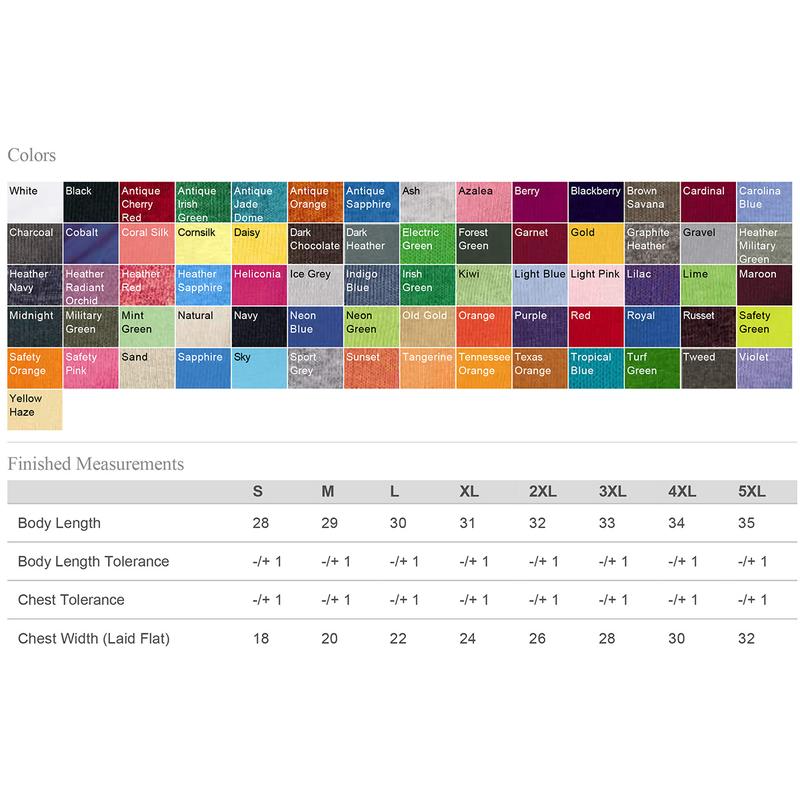 Colors
White Black Antique Cherry Red Antique Irish Green Antique Jade Dome Antique Orange Antique Sapphire Ash Azalea Berry Blackberry Brown Savana Cardinal Carolina Blue
Charcoal Cobalt Coral Silk Cornsilk Daisy Dark Chocolate Dark Heather Electric Green Forest Green Garnet Gold Graphite Heather Gravel Heather Military Green
Heather Navy Heather Radiant Orchid Heather Red Heather Sapphire Heliconia Ice Grey Indigo Blue Irish Green Kiwi Light Blue Light Pink Lilac Lime Maroon
Midnight Military Green Mint Green Natural Navy Neon Blue Neon Green Old Gold Orange Purple Red Royal Russet Safety Green
Safety Orange Safety Pink Sand Sapphire Sky Sport Grey Sunset Tangerine Tennessee Orange Texas Orange Tropical Blue Turf Green Tweed Violet
Yellow Haze
Finished Measurements
S M L XL 2XL 3XL 4XL 5XL
Body Length 28 29 30 31 32 33 34 35
Body Length Tolerance -/+ 1 -/+ 1 -/+ 1 -/+ 1 -/+ 1 -/+ 1 -/+ 1 -/+ 1
Chest Tolerance -/+ 1 -/+ 1 -/+ 1 -/+ 1 -/+ 1 -/+ 1 -/+ 1 -/+ 1
Chest Width (Laid Flat) 18 20 22 24 26 28 30 32